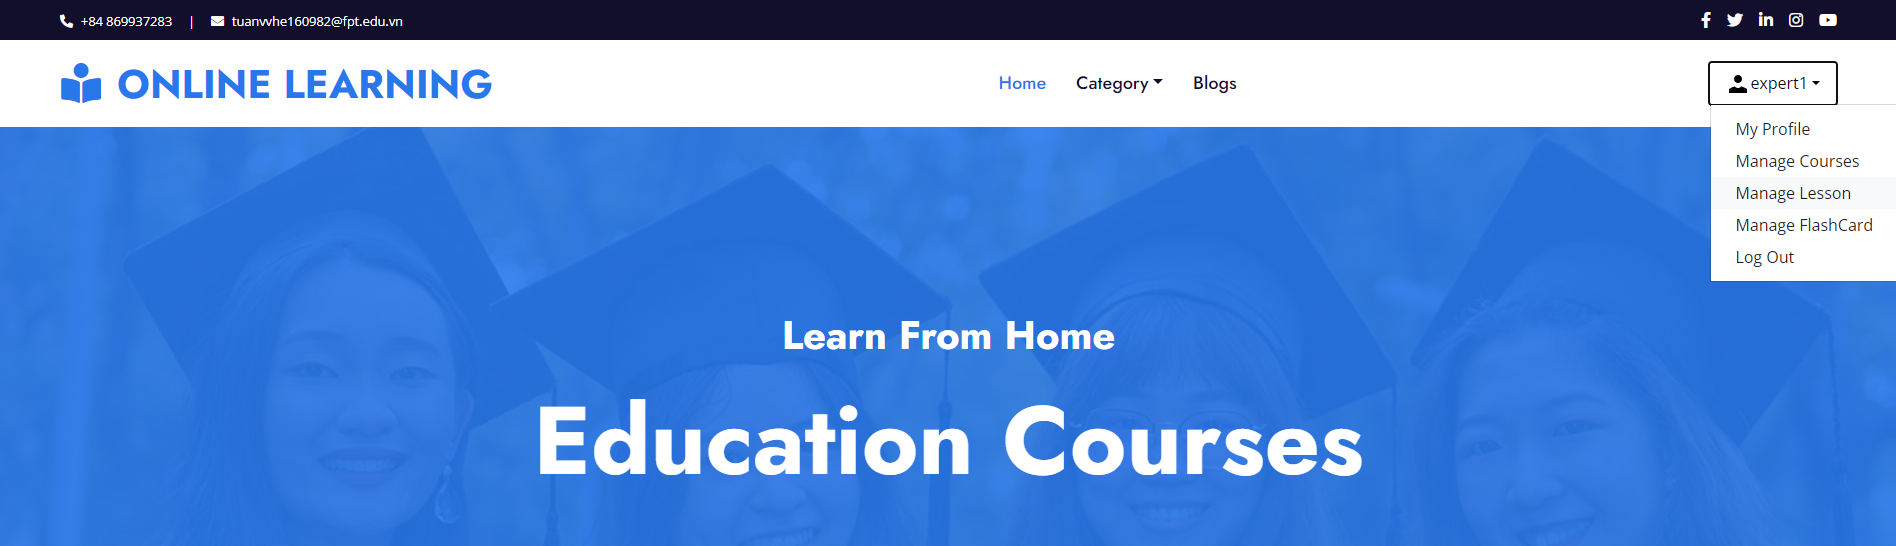 +84 869937283 | tuanvvhe160982@fpt.edu.vn
ONLINE LEARNING
Home Category Blogs
expert1
My Profile
Manage Courses
Manage Lesson
Manage FlashCard
Log Out
Learn From Home
Education Courses